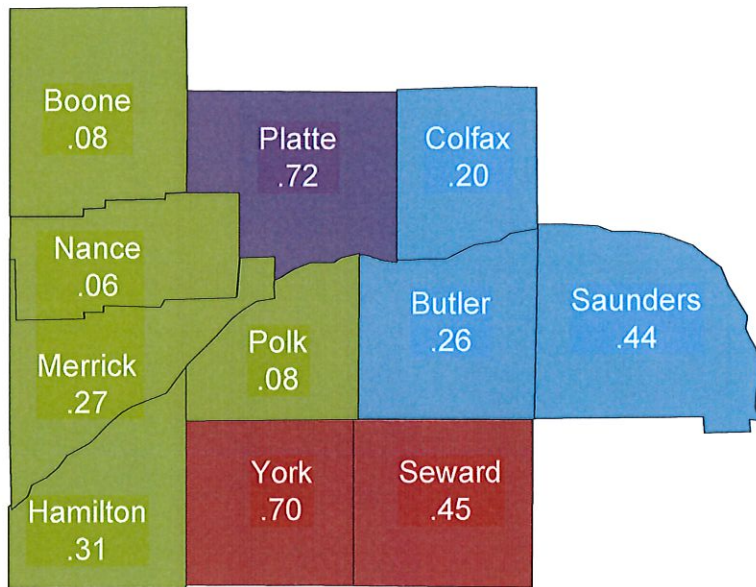 Boone
.08
Platte
.72
Colfax
.20
Nance
.06
Butler
.26
Saunders
.44
Merrick
.27
Polk
.08
Hamilton
.31
York
.70
Seward
.45